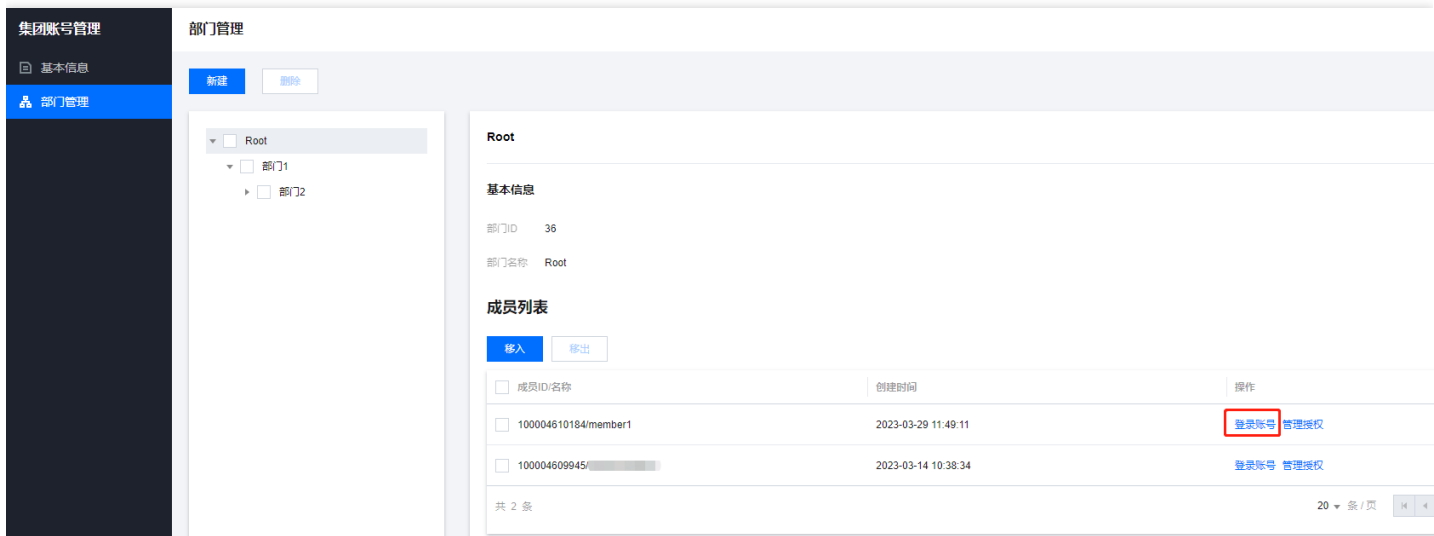 集团账号管理
部门管理
基本信息
部门管理
新建
删除
Root
部门1
部门2
Root
基本信息
部门ID 36
部门名称 Root
成员列表
移入 移出
成员ID/名称 创建时间 操作
100004610184/member1 2023-03-29 11:49:11 登录账号 管理授权
100004609945/ 2023-03-14 10:38:34 登录账号 管理授权
共 2 条 20 条 / 页